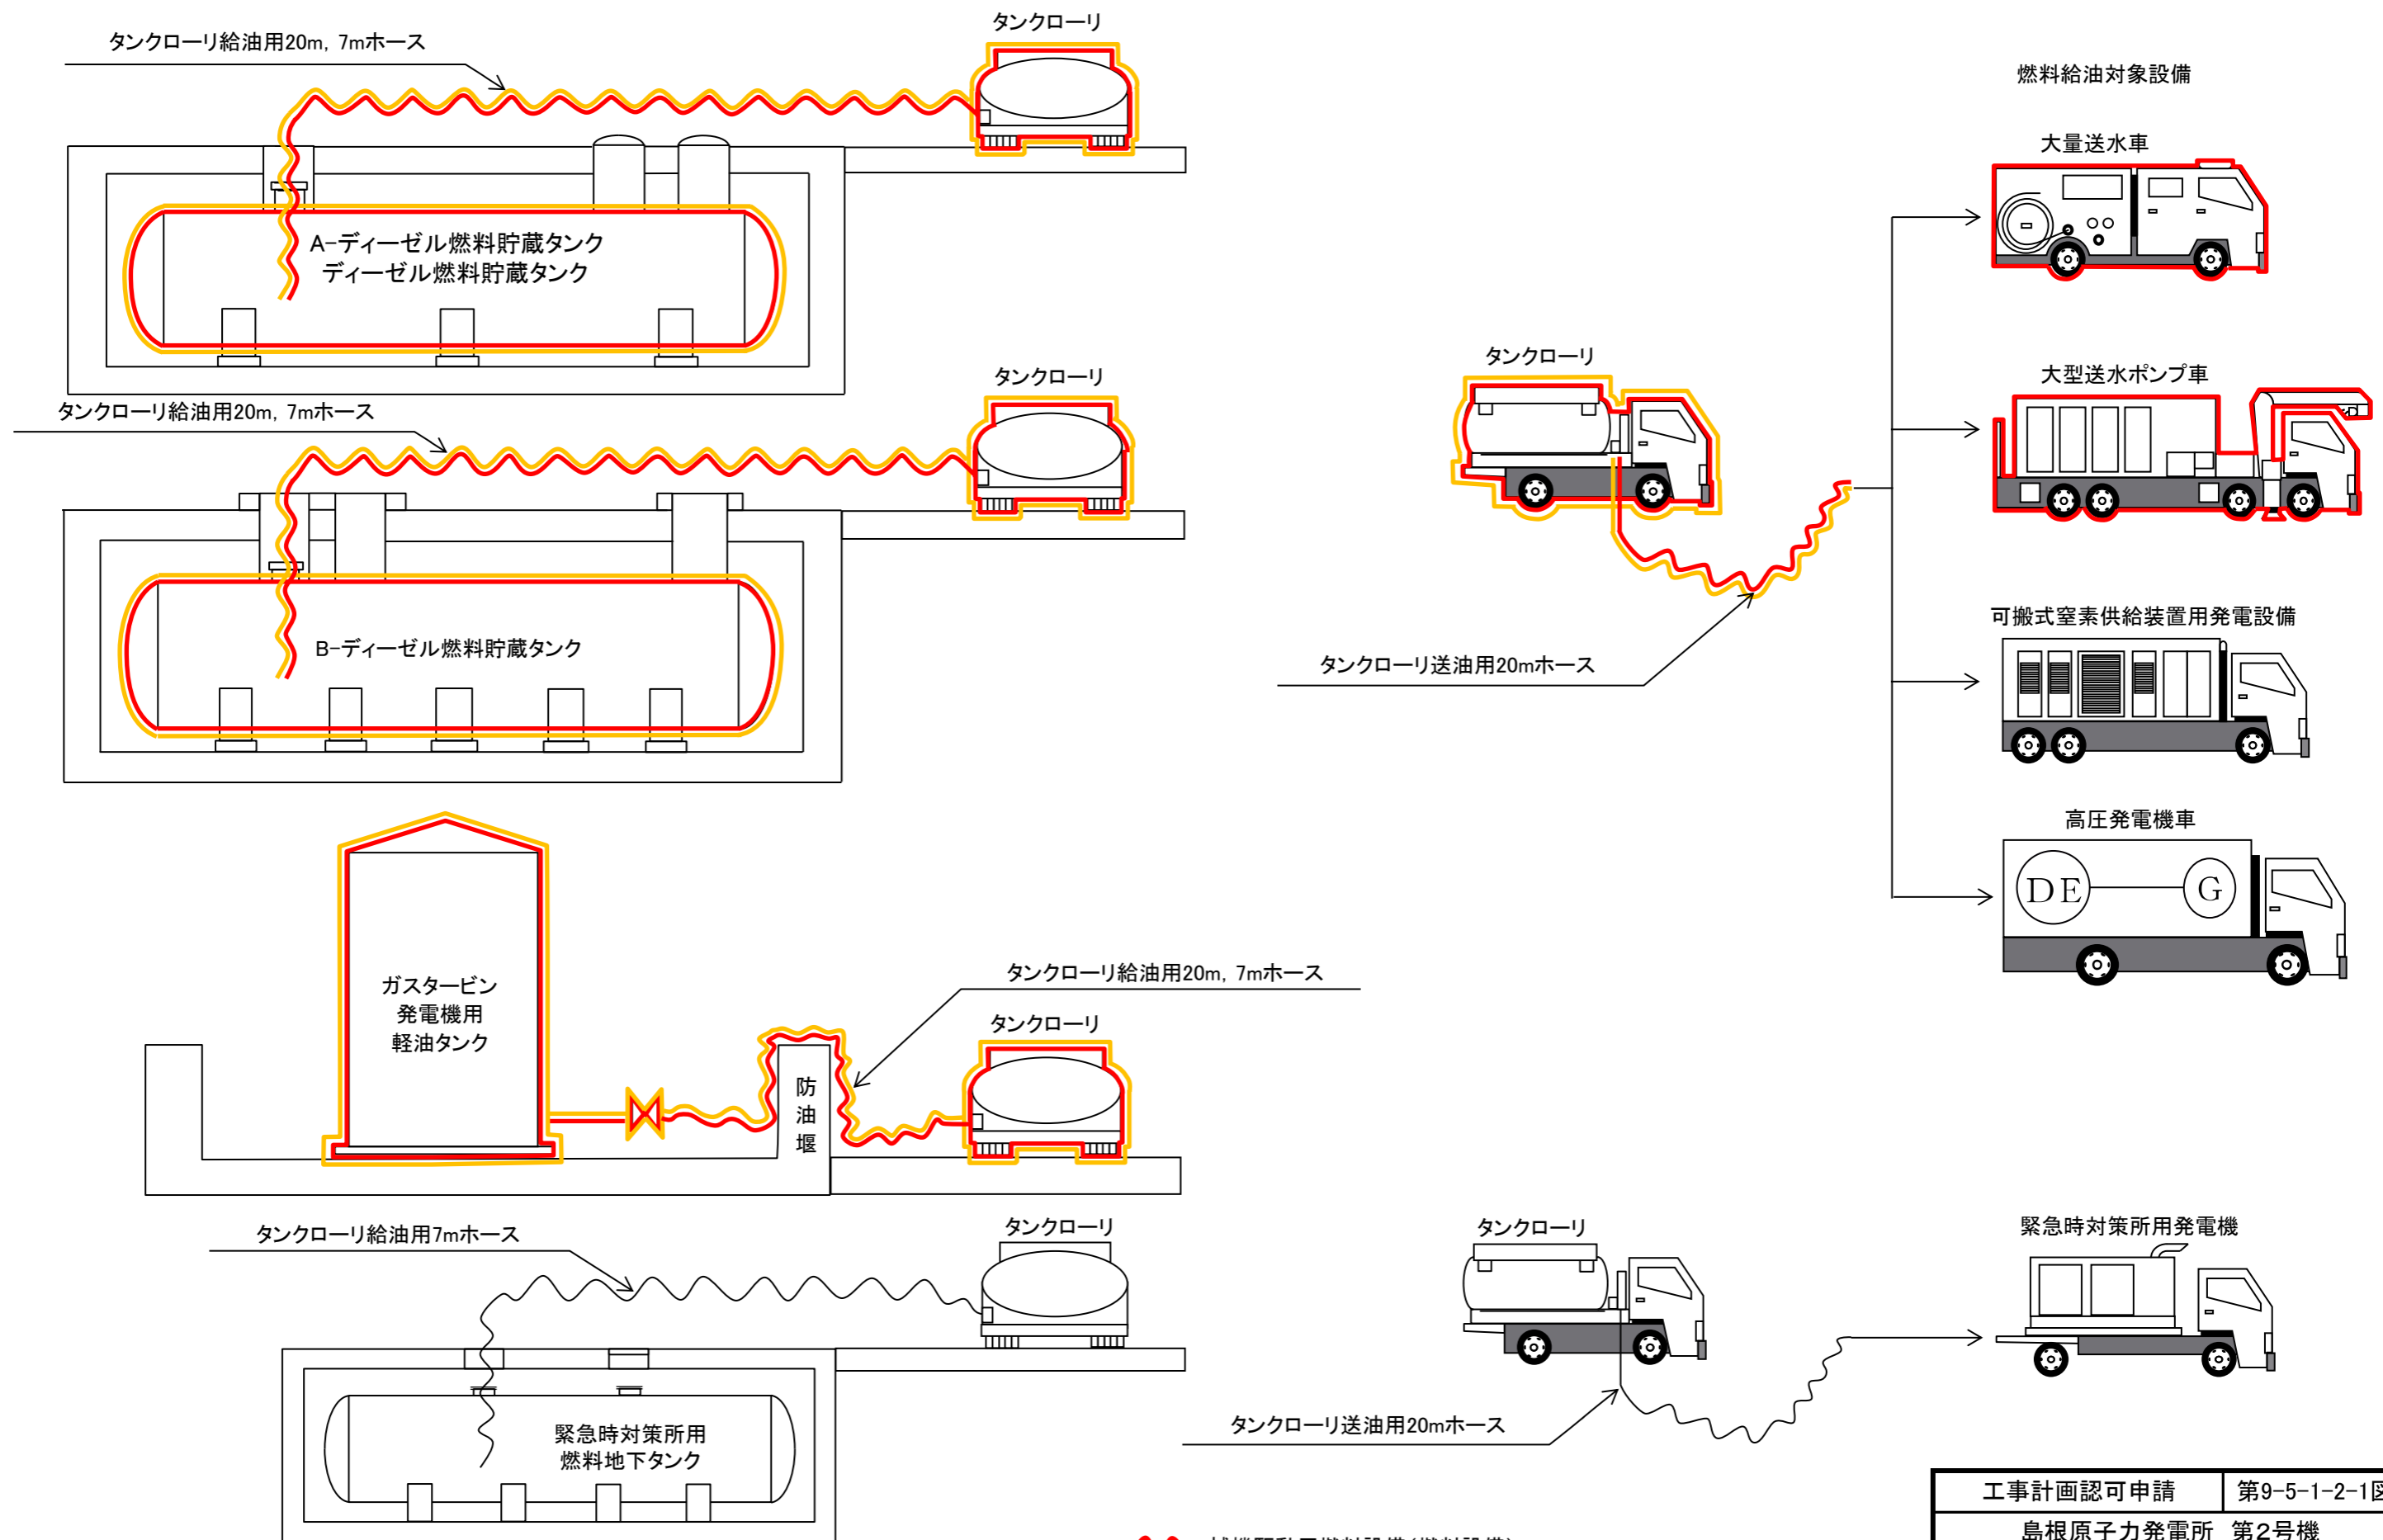 タンクローリ
タンクローリ給油用20m, 7mホース
燃料給油対象設備
大量送水車
A-ディーゼル燃料貯蔵タンク
ディーゼル燃料貯蔵タンク
タンクローリ
タンクローリ
大型送水ポンプ車
タンクローリ給油用20m, 7mホース
B-ディーゼル燃料貯蔵タンク
可搬式窒素供給装置用発電設備
タンクローリ送油用20mホース
高圧発電機車
DE
G
ガスタービン
発電機用
軽油タンク
タンクローリ給油用20m, 7mホース
タンクローリ
防
油
堰
タンクローリ給油用7mホース
タンクローリ
タンクローリ
緊急時対策所用発電機
緊急時対策所用
燃料地下タンク
タンクローリ送油用20mホース
工事計画認可申請
第9-5-1-2-1図
島根原子力発電所 第2号機